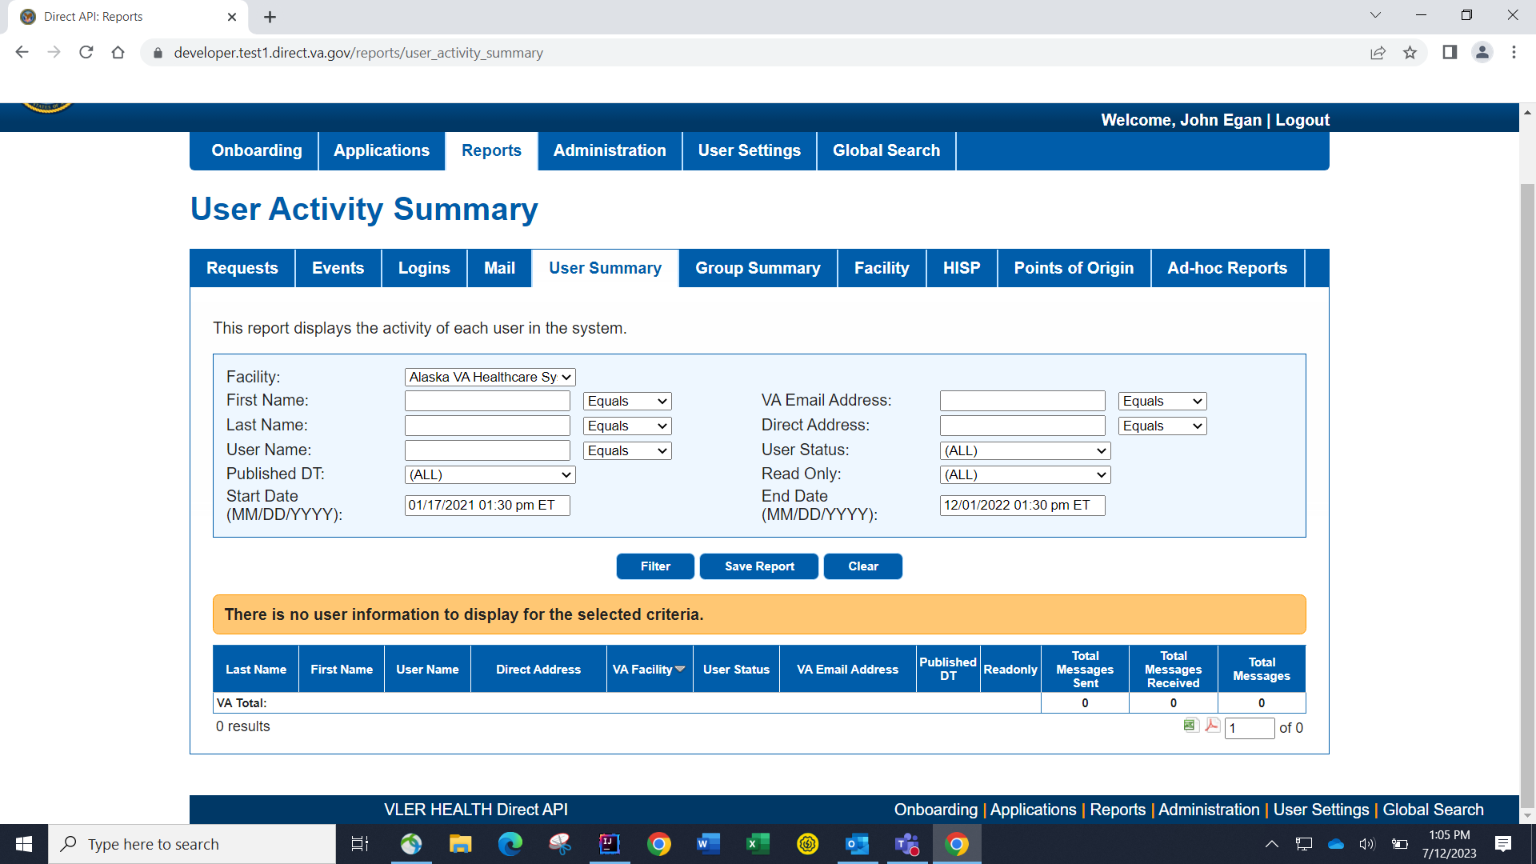 Direct API: Reports
developer.test1.direct.va.gov/reports/user_activity_summary
Welcome, John Egan | Logout
Onboarding Applications Reports Administration User Settings Global Search
User Activity Summary
Requests Events Logins Mail User Summary Group Summary Facility HISP Points of Origin Ad-hoc Reports
This report displays the activity of each user in the system.
Facility: Alaska VA Healthcare Sy
First Name: Equals VA Email Address: Equals
Last Name: Equals Direct Address: Equals
User Name: Equals User Status: (ALL)
Published DT: (ALL) Read Only: (ALL)
Start Date
(MM/DD/YYYY): 01/17/2021 01:30 pm ET
End Date
(MM/DD/YYYY): 12/01/2022 01:30 pm ET
Filter Save Report Clear
There is no user information to display for the selected criteria.
Last Name First Name User Name Direct Address VA Facility User Status VA Email Address Published DT Readonly Total Messages Sent Total Messages Received Total Messages
VA Total: 0 0 0
0 results 1 of 0
VLER HEALTH Direct API Onboarding | Applications | Reports | Administration | User Settings | Global Search
Type here to search
1:05 PM
7/12/2023